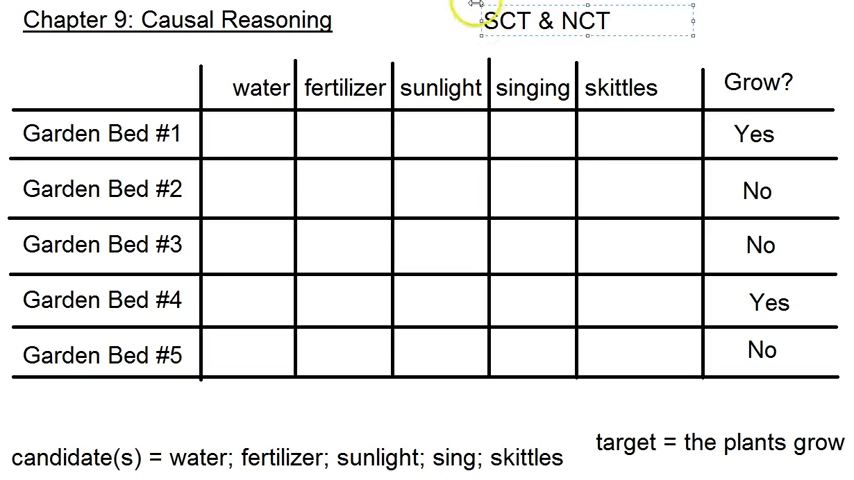 Chapter 9: Causal Reasoning SCT & NCT
water fertilizer sunlight singing skittles Grow?
Garden Bed #1 Yes
Garden Bed #2 No
Garden Bed #3 No
Garden Bed #4 Yes
Garden Bed #5 No
target = the plants grow
candidate(s) = water; fertilizer; sunlight; sing; skittles